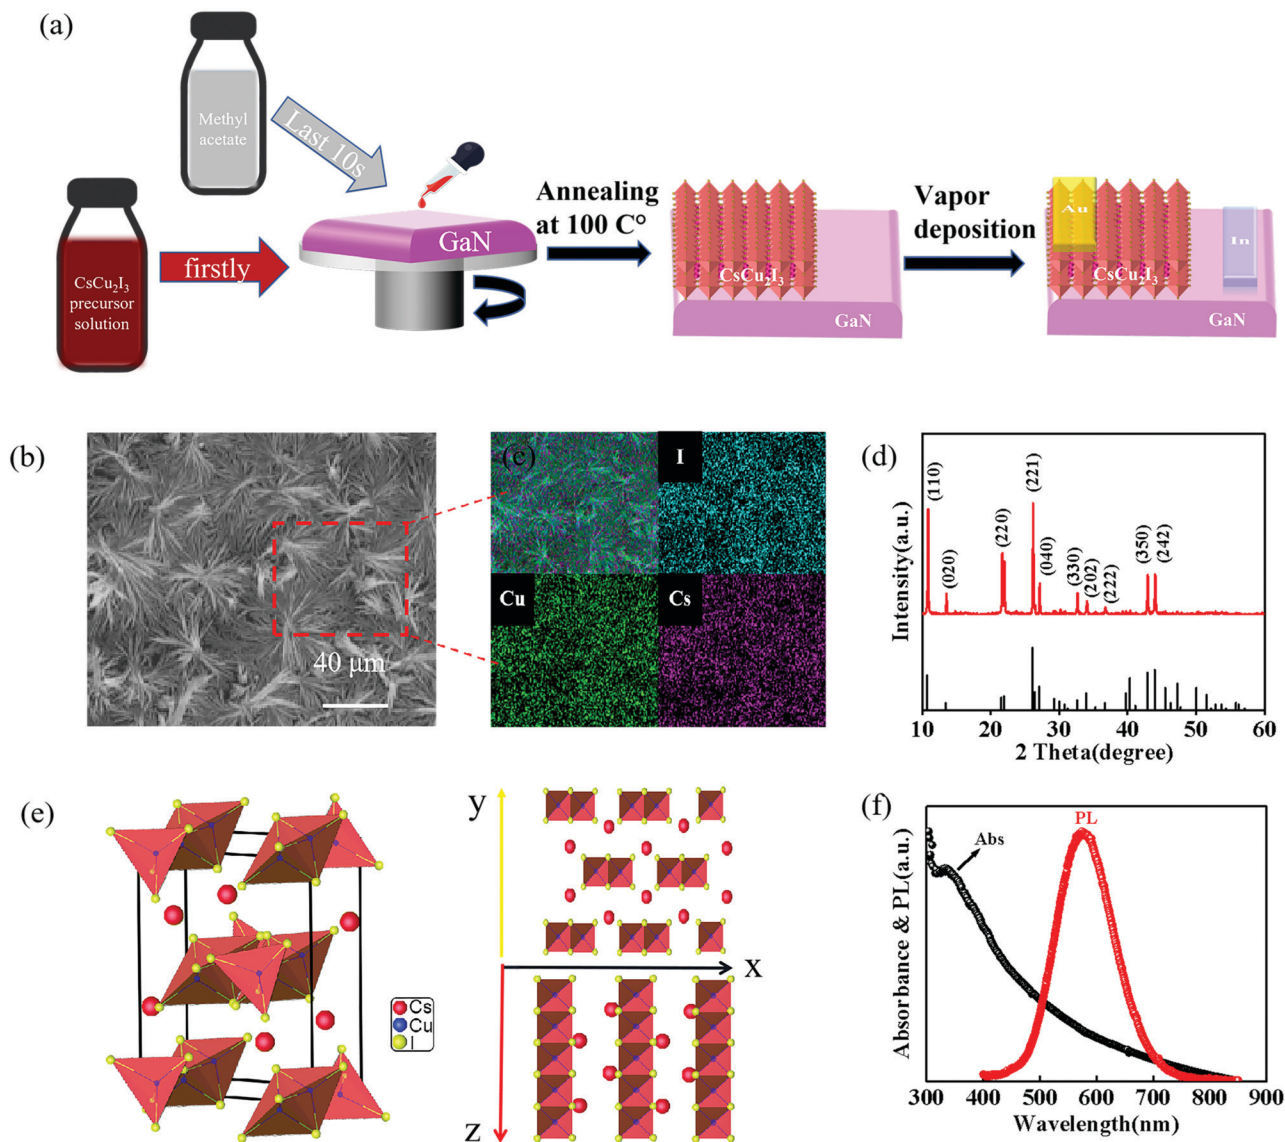 (a)
Methyl
acetate
Last 10s
CsCu₂I₃
precursor
solution
firstly
GaN
Annealing
at 100 C°
CsCu₂I₃
GaN
Vapor
deposition
Au
In
CsCu₂I₃
GaN
(b)
40 μm
(c)
I
Cu
Cs
(d)
Intensity(a.u.)
(110)
(020)
(220)
(221)
(040)
(330)
(202)
(222)
(350)
(242)
10 20 30 40 50 60
2 Theta(degree)
(e)
Cs
Cu
I
y
x
z
(f)
Absorbance & PL(a.u.)
PL
Abs
300 400 500 600 700 800 900
Wavelength(nm)